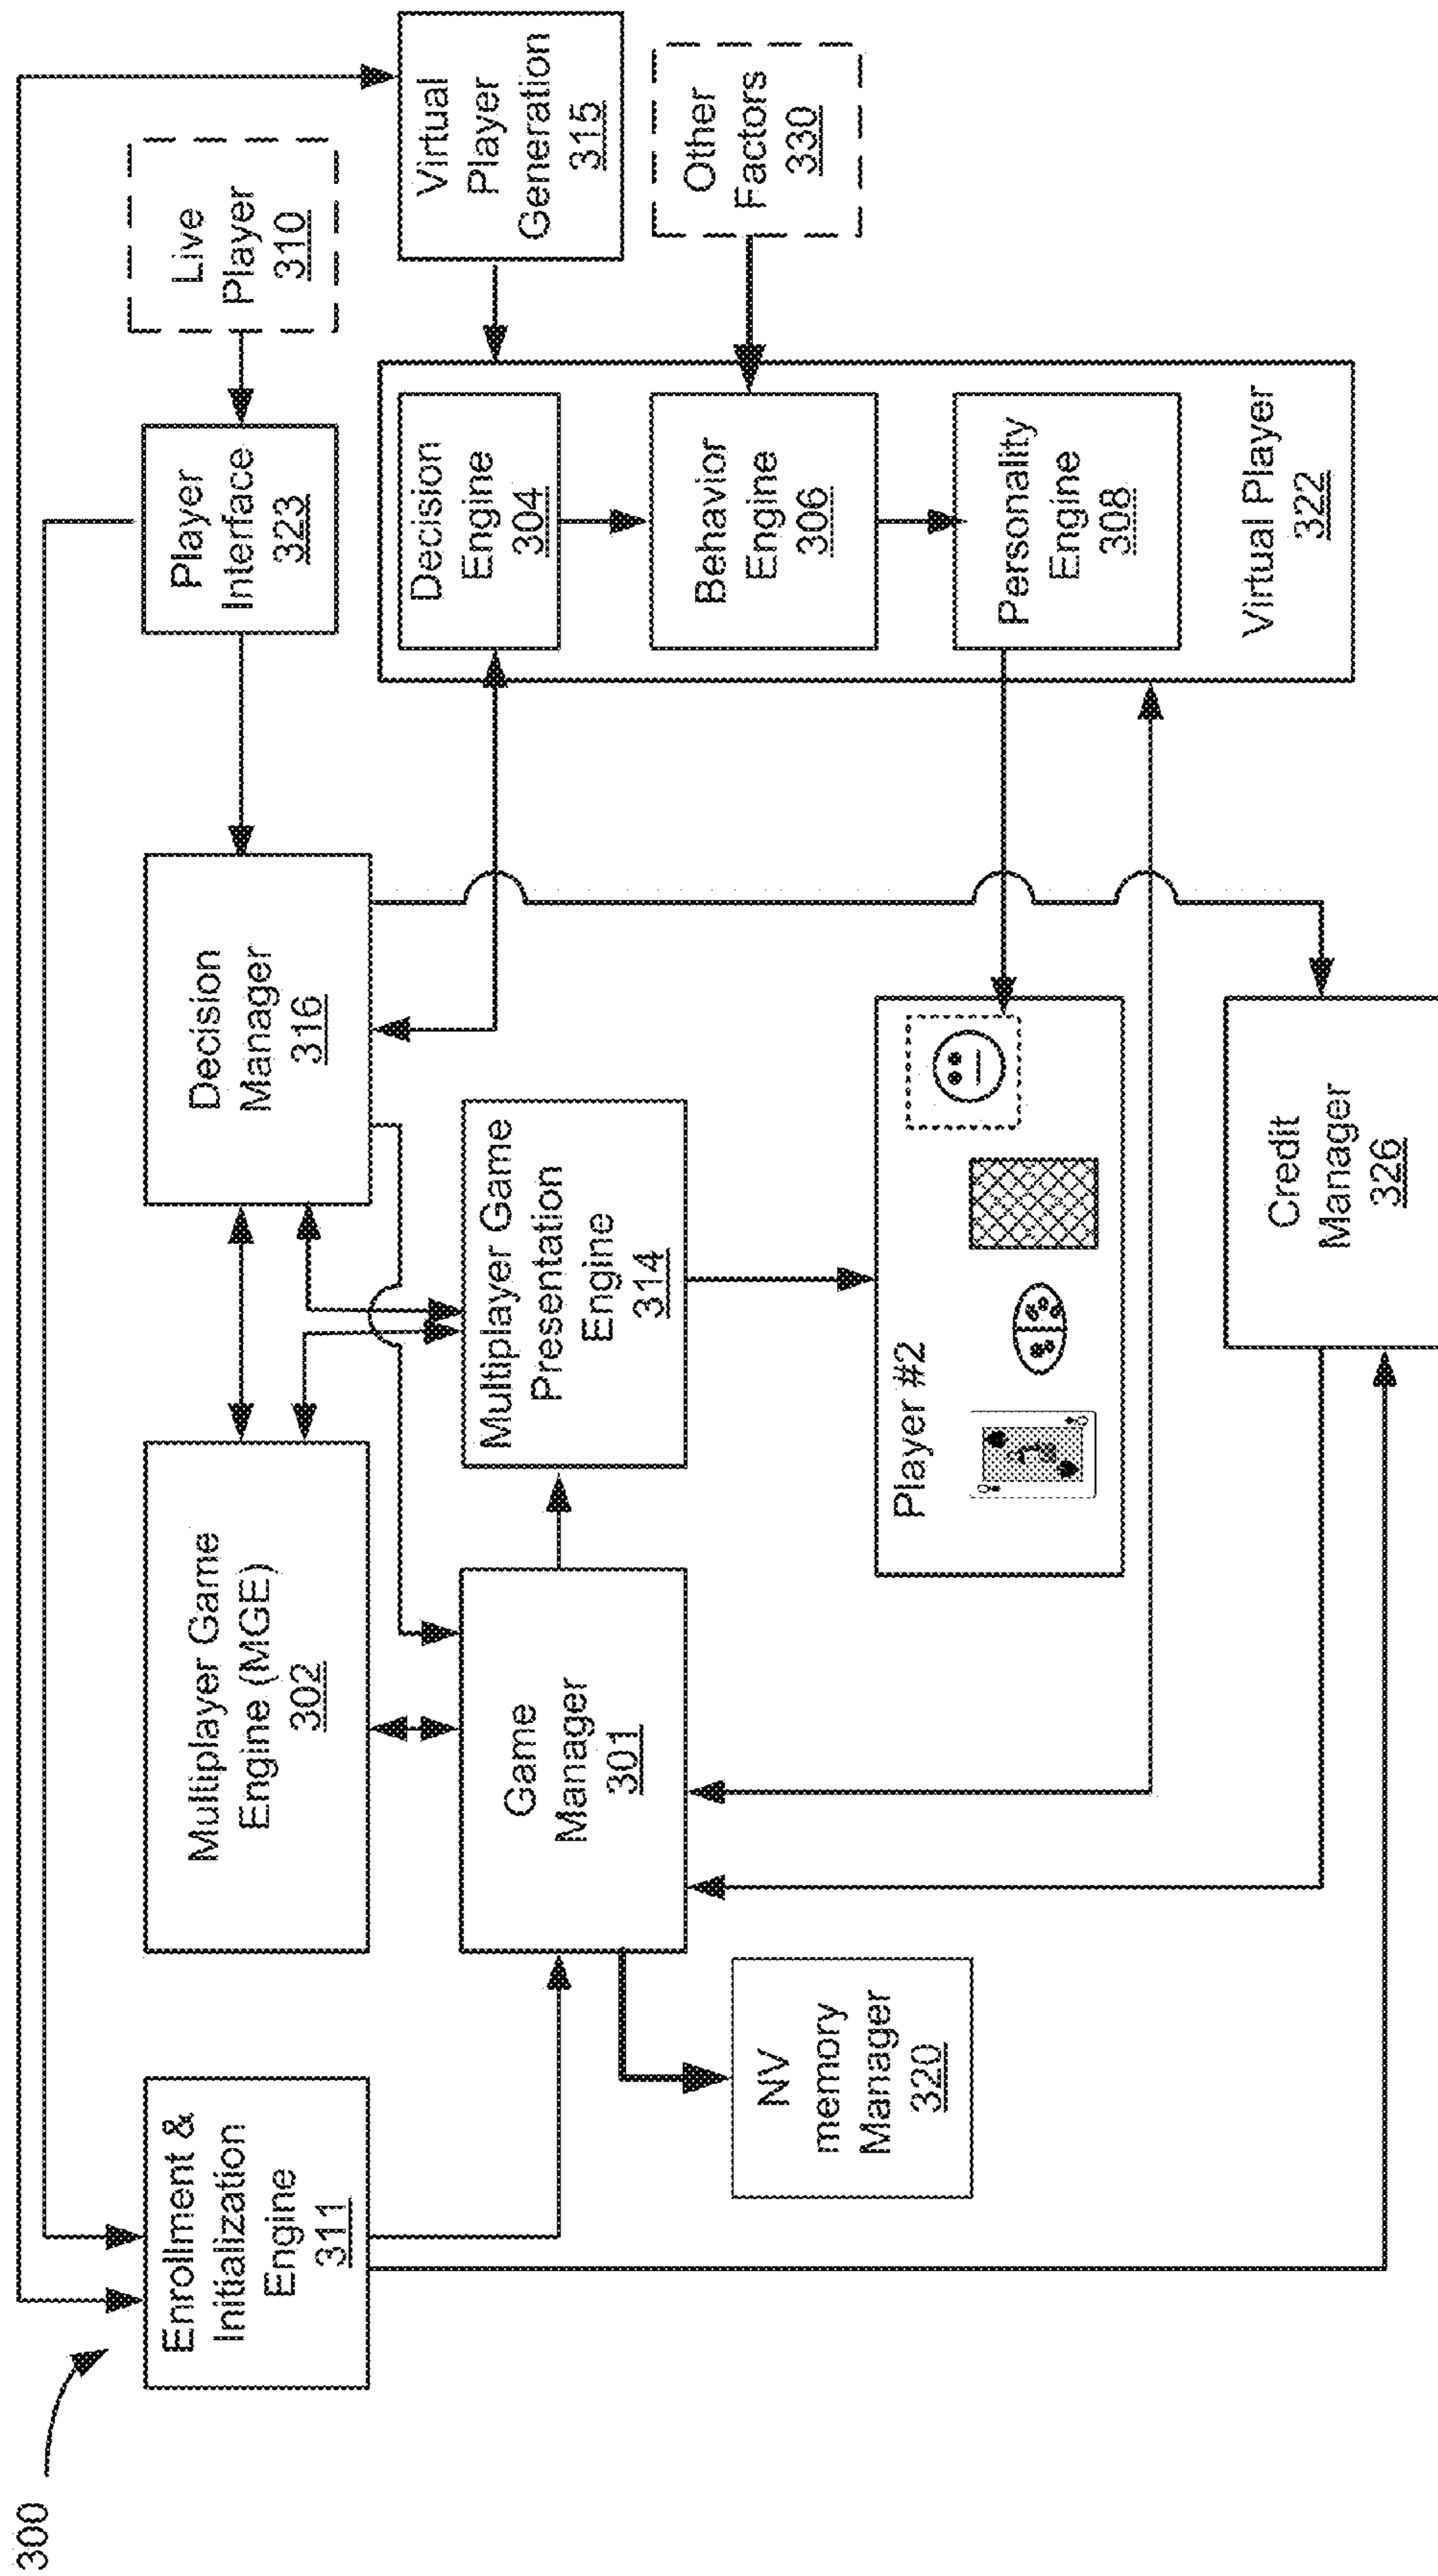 300
Enrollment &
Initialization
Engine
311
Multiplayer Game
Engine (MGE)
302
Decision
Manager
316
Player
Interface
323
Live
Player
310
Virtual
Player
Generation
315
Other
Factors
330
Decision
Engine
304
Behavior
Engine
306
Personality
Engine
308
Virtual Player
322
Multiplayer Game
Presentation
Engine
314
Game
Manager
301
NV
memory
Manager
320
Player #2
Q
Q
Credit
Manager
326